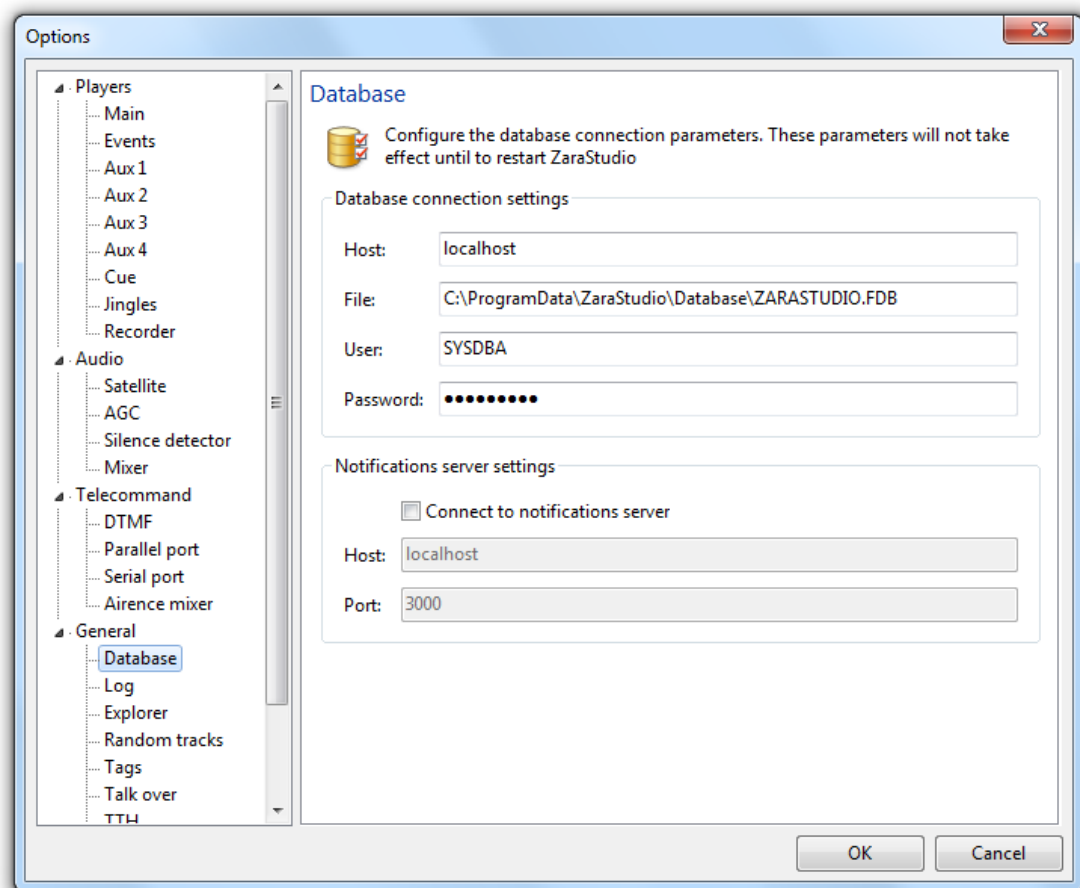 Options
Players
Main
Events
Aux 1
Aux 2
Aux 3
Aux 4
Cue
Jingles
Recorder
Audio
Satellite
AGC
Silence detector
Mixer
Telecommand
DTMF
Parallel port
Serial port
Airence mixer
General
Database
Log
Explorer
Random tracks
Tags
Talk over
TTH
Database
Configure the database connection parameters. These parameters will not take
effect until to restart ZaraStudio
Database connection settings
Host: localhost
File: C:\ProgramData\ZaraStudio\Database\ZARASTUDIO.FDB
User: SYSDBA
Password: ●●●●●●●●●
Notifications server settings
Connect to notifications server
Host: localhost
Port: 3000
OK Cancel